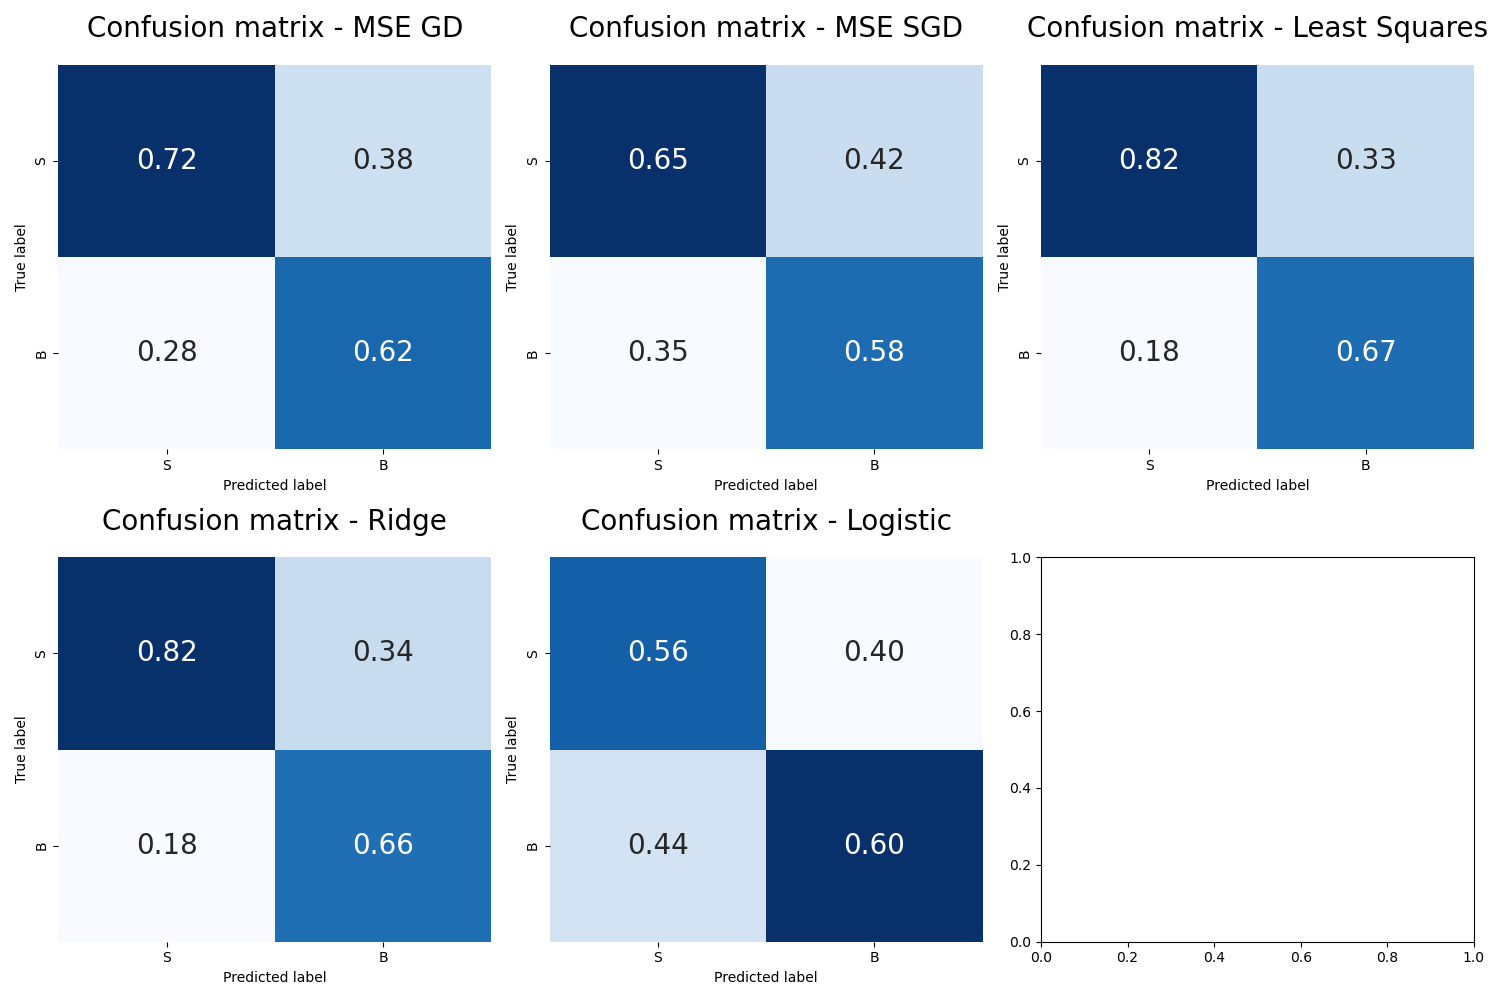 Confusion matrix - MSE GD
True label
S
0.72
0.38
B
0.28
0.62
S
B
Predicted label
Confusion matrix - MSE SGD
True label
S
0.65
0.42
B
0.35
0.58
S
B
Predicted label
Confusion matrix - Least Squares
True label
S
0.82
0.33
B
0.18
0.67
S
B
Predicted label
Confusion matrix - Ridge
True label
S
0.82
0.34
B
0.18
0.66
S
B
Predicted label
Confusion matrix - Logistic
True label
S
0.56
0.40
B
0.44
0.60
S
B
Predicted label
1.0
0.8
0.6
0.4
0.2
0.0
0.0
0.2
0.4
0.6
0.8
1.0